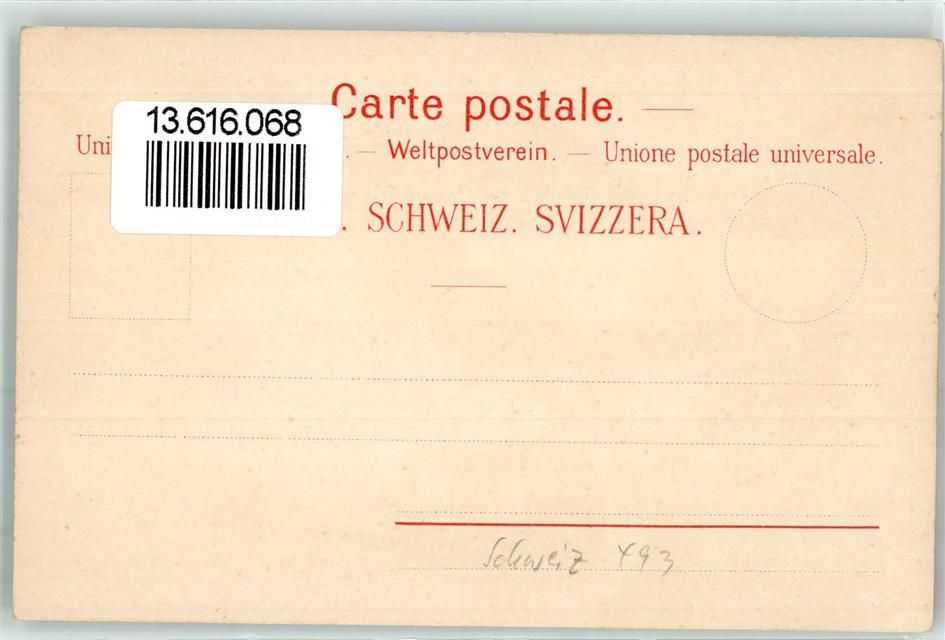 13.616.068
Carte postale. —
Uni . — Weltpostverein. — Unione postale universale.
. SCHWEIZ. SVIZZERA.
Schweiz 493